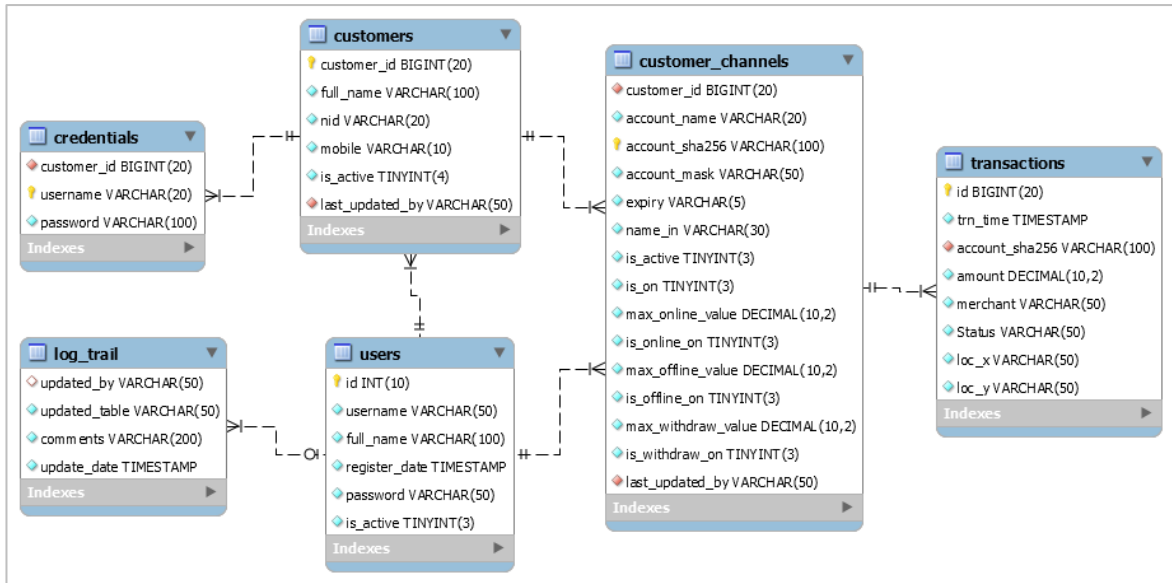 customers
customer_id BIGINT(20)
full_name VARCHAR(100)
nid VARCHAR(20)
mobile VARCHAR(10)
is_active TINYINT(4)
last_updated_by VARCHAR(50)
Indexes
customer_channels
customer_id BIGINT(20)
account_name VARCHAR(20)
account_sha256 VARCHAR(100)
account_mask VARCHAR(50)
expiry VARCHAR(5)
name_in VARCHAR(30)
is_active TINYINT(3)
is_on TINYINT(3)
max_online_value DECIMAL(10,2)
is_online_on TINYINT(3)
max_offline_value DECIMAL(10,2)
is_offline_on TINYINT(3)
max_withdraw_value DECIMAL(10,2)
is_withdraw_on TINYINT(3)
last_updated_by VARCHAR(50)
Indexes
credentials
customer_id BIGINT(20)
username VARCHAR(20)
password VARCHAR(100)
Indexes
transactions
id BIGINT(20)
trn_time TIMESTAMP
account_sha256 VARCHAR(100)
amount DECIMAL(10,2)
merchant VARCHAR(50)
Status VARCHAR(50)
loc_x VARCHAR(50)
loc_y VARCHAR(50)
Indexes
log_trail
updated_by VARCHAR(50)
updated_table VARCHAR(50)
comments VARCHAR(200)
update_date TIMESTAMP
Indexes
users
id INT(10)
username VARCHAR(50)
full_name VARCHAR(100)
register_date TIMESTAMP
password VARCHAR(50)
is_active TINYINT(3)
Indexes